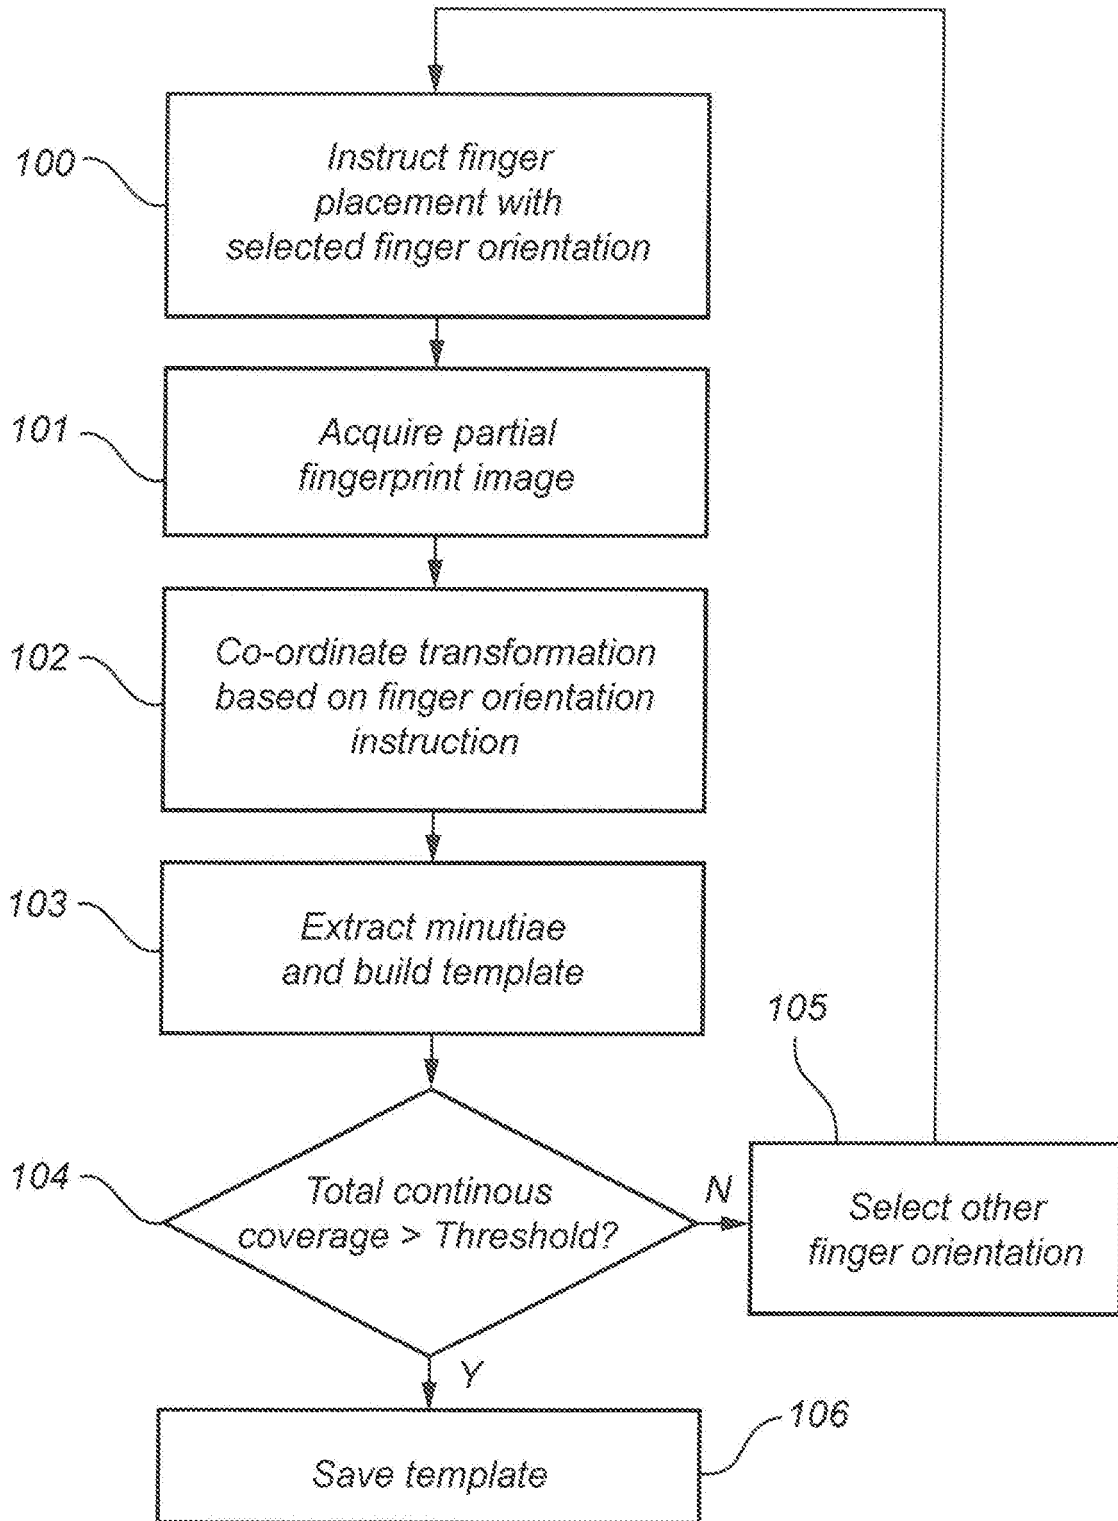 100
Instruct finger
placement with
selected finger orientation
101
Acquire partial
fingerprint image
102
Co-ordinate transformation
based on finger orientation
instruction
103
Extract minutiae
and build template
104
Total continous
coverage > Threshold?
N
105
Select other
finger orientation
Y
106
Save template